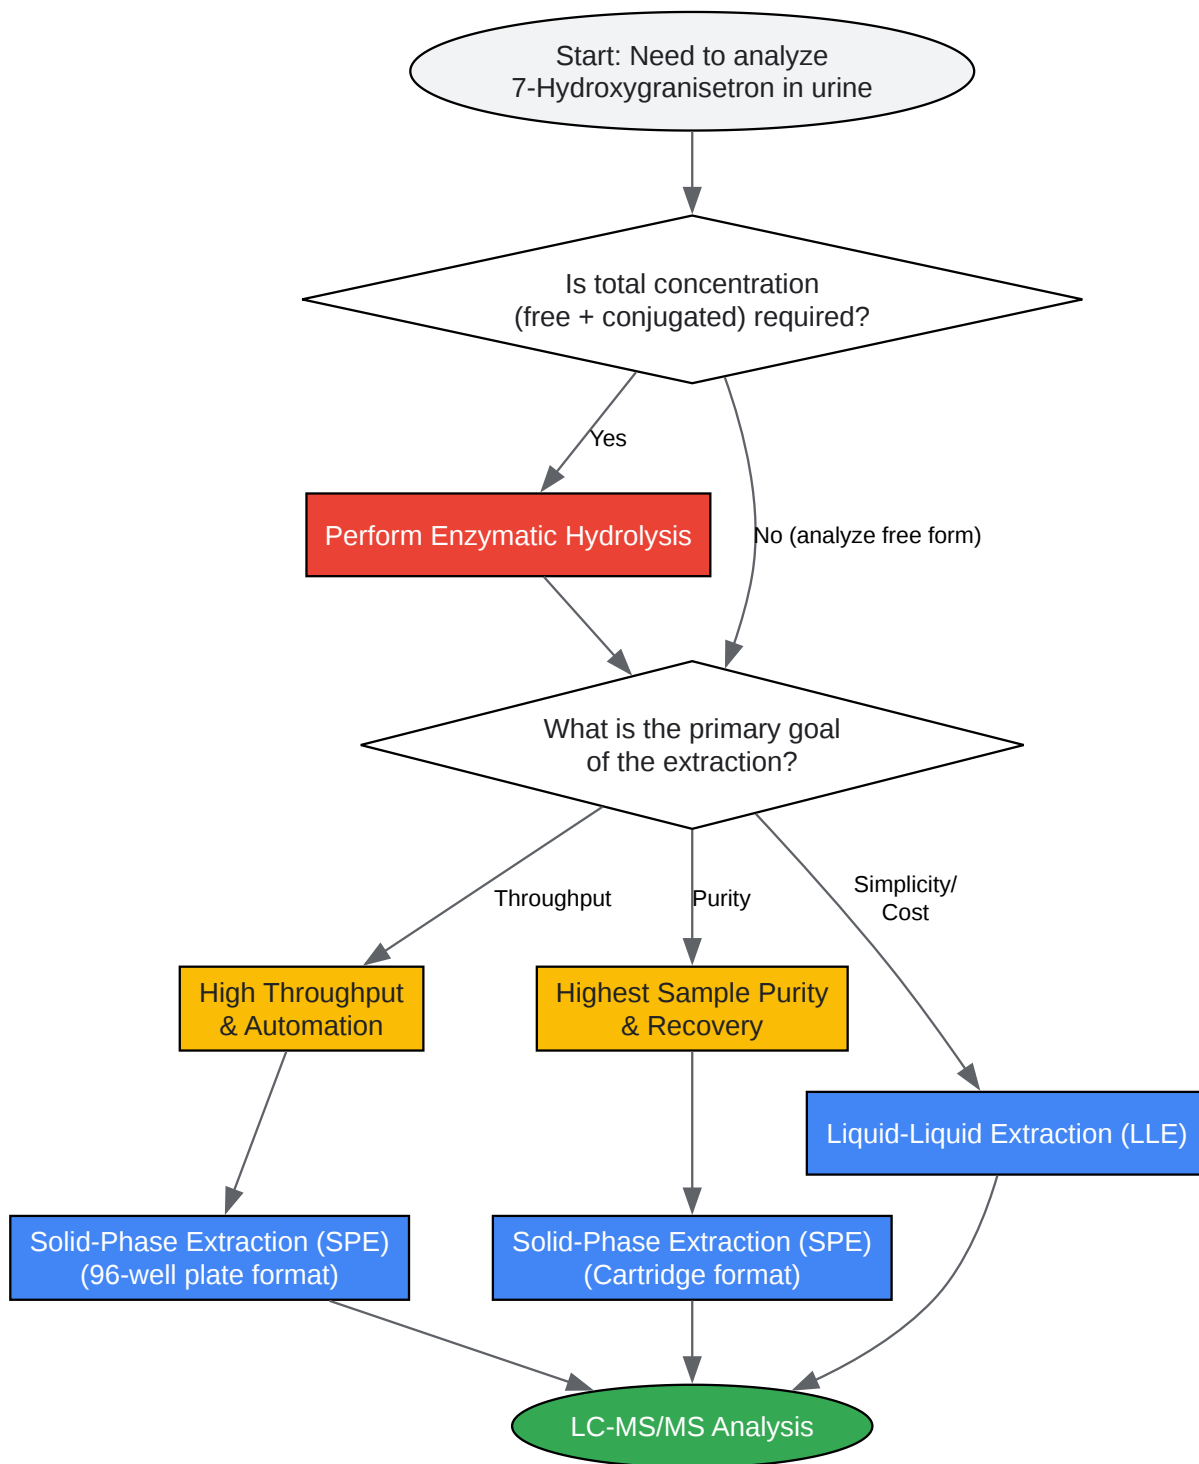 Start: Need to analyze
7-Hydroxygranisetron in urine
Is total concentration
(free + conjugated) required?
Yes
Perform Enzymatic Hydrolysis
No (analyze free form)
What is the primary goal
of the extraction?
Throughput
Purity
Simplicity/
Cost
High Throughput
& Automation
Highest Sample Purity
& Recovery
Liquid-Liquid Extraction (LLE)
Solid-Phase Extraction (SPE)
(96-well plate format)
Solid-Phase Extraction (SPE)
(Cartridge format)
LC-MS/MS Analysis